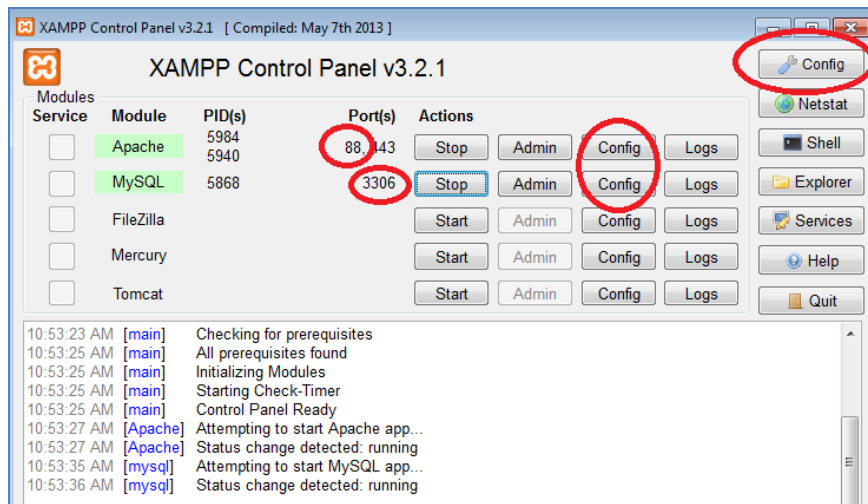 XAMPP Control Panel v3.2.1 [ Compiled: May 7th 2013 ]
XAMPP Control Panel v3.2.1
Config
Modules
Service Module PID(s) Port(s) Actions
Netstat
Apache 5984 5940 88, 443 Stop Admin Config Logs
Shell
MySQL 5868 3306 Stop Admin Config Logs
Explorer
FileZilla Start Admin Config Logs
Services
Mercury Start Admin Config Logs
Help
Tomcat Start Admin Config Logs
Quit
10:53:23 AM [main] Checking for prerequisites
10:53:25 AM [main] All prerequisites found
10:53:25 AM [main] Initializing Modules
10:53:25 AM [main] Starting Check-Timer
10:53:25 AM [main] Control Panel Ready
10:53:27 AM [Apache] Attempting to start Apache app...
10:53:27 AM [Apache] Status change detected: running
10:53:35 AM [mysql] Attempting to start MySQL app...
10:53:36 AM [mysql] Status change detected: running